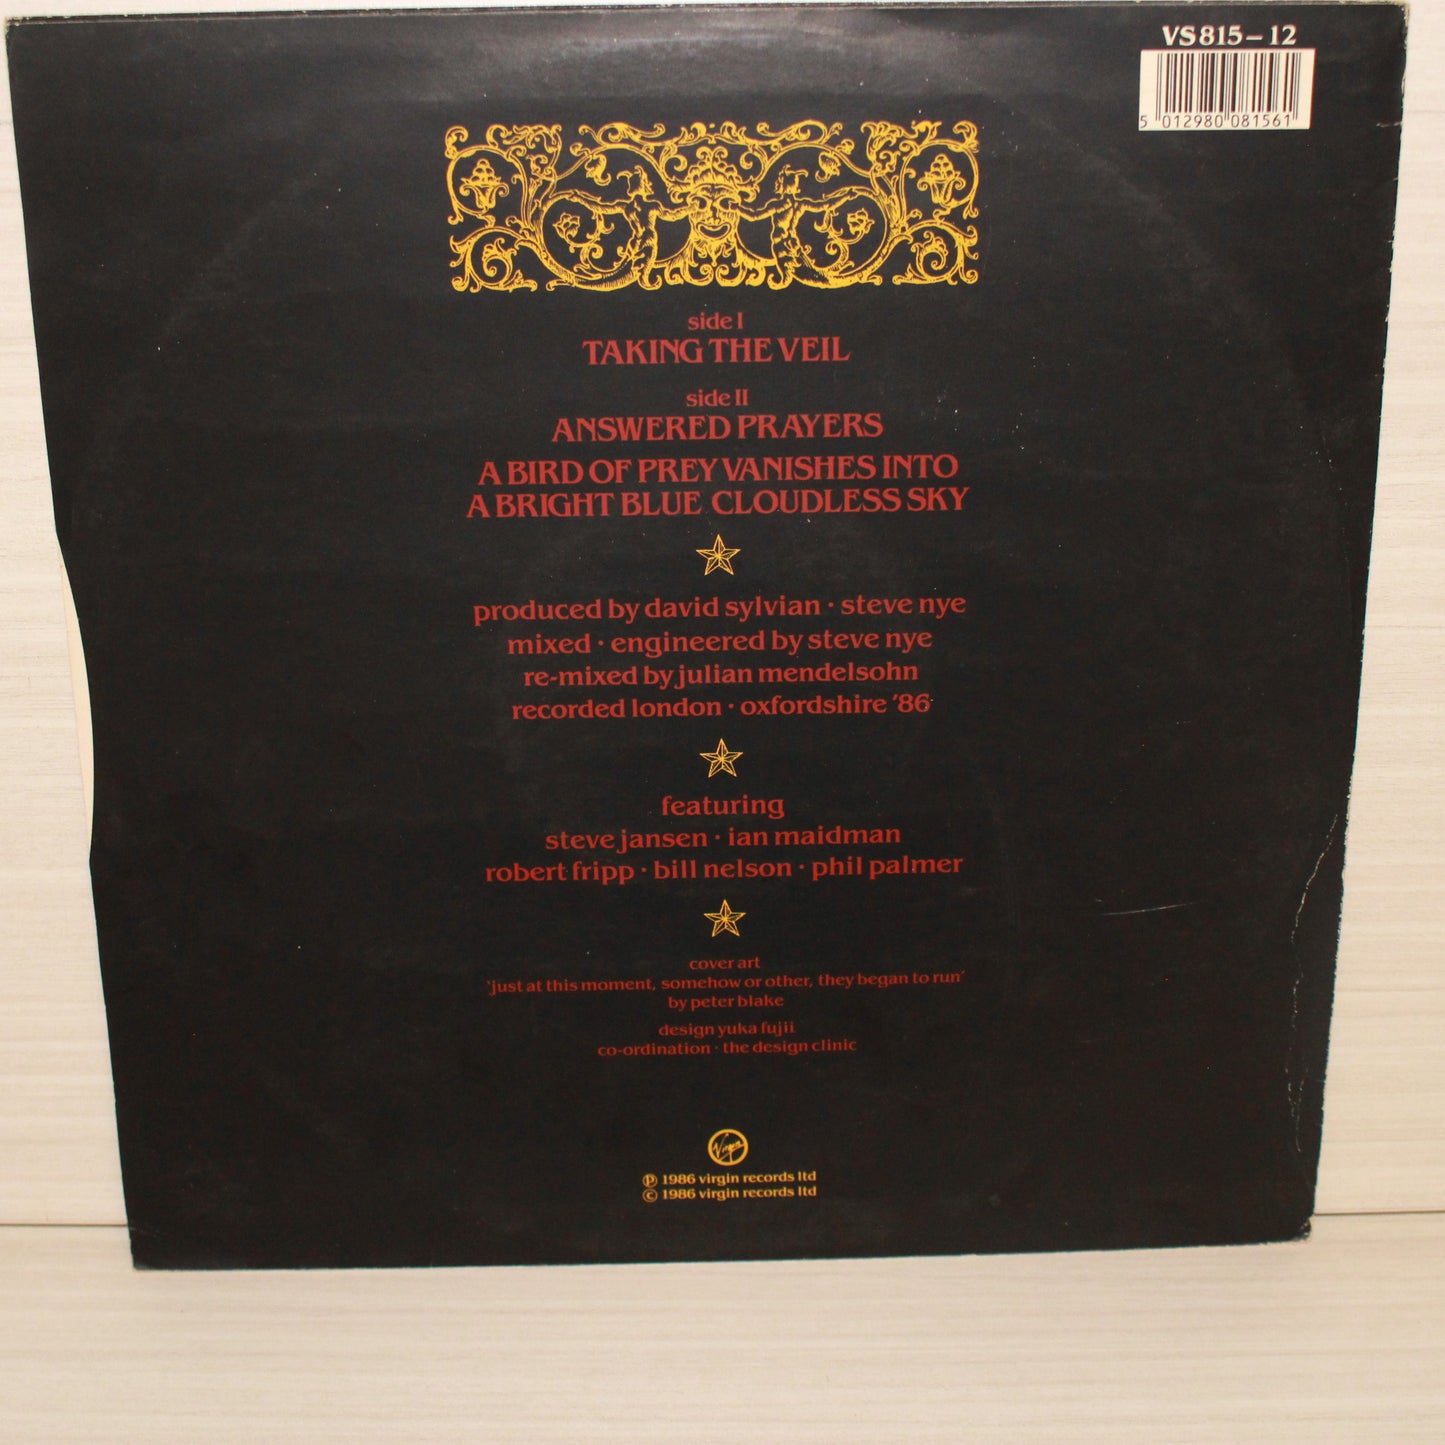 VS815–12
5 012980 081561
side I
TAKING THE VEIL
side II
ANSWERED PRAYERS
A BIRD OF PREY VANISHES INTO
A BRIGHT BLUE CLOUDLESS SKY
produced by david sylvian · steve nye
mixed · engineered by steve nye
re-mixed by julian mendelsohn
recorded london · oxfordshire '86
featuring
steve jansen · ian maidman
robert fripp · bill nelson · phil palmer
cover art
'just at this moment, somehow or other, they began to run'
by peter blake
design yuka fujii
co-ordination · the design clinic
Virgin
℗ 1986 virgin records ltd
© 1986 virgin records ltd